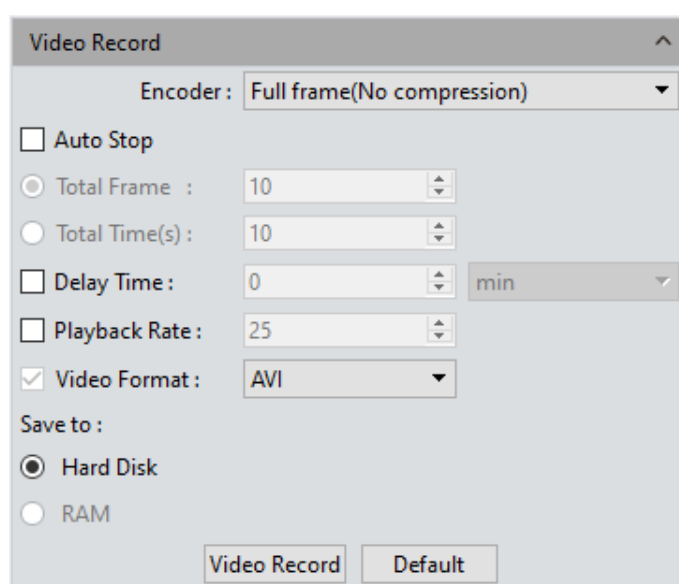 Video Record
Encoder : Full frame(No compression)
Auto Stop
Total Frame : 10
Total Time(s) : 10
Delay Time : 0 min
Playback Rate : 25
Video Format : AVI
Save to :
Hard Disk
RAM
Video Record Default